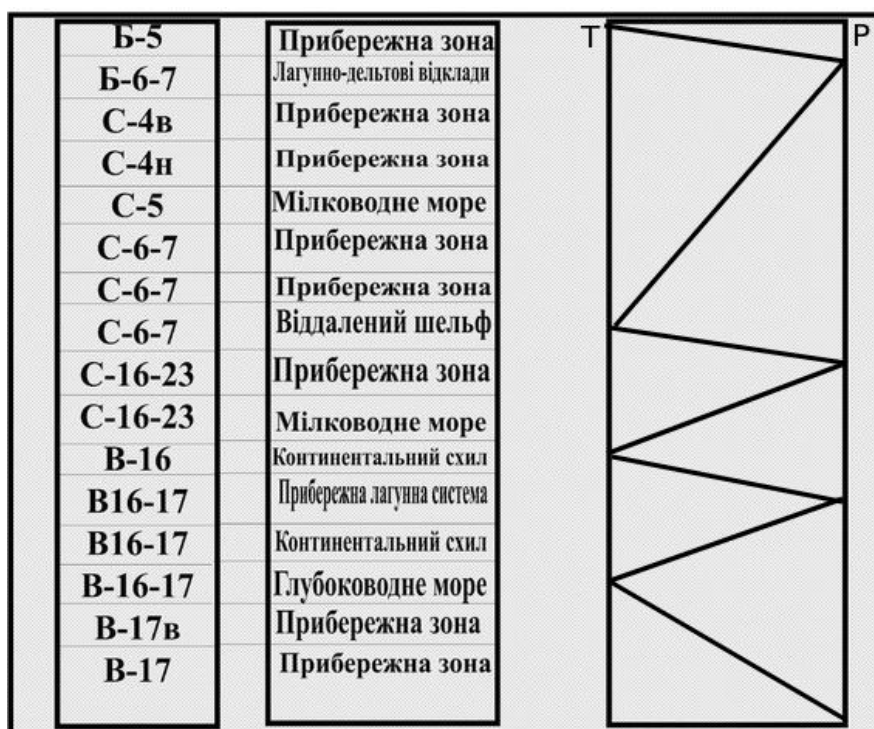 Т Р
Б-5 Прибережна зона
Б-6-7 Лагунно-дельтові відклади
С-4в Прибережна зона
С-4н Прибережна зона
С-5 Мілководне море
С-6-7 Прибережна зона
С-6-7 Прибережна зона
С-6-7 Віддалений шельф
С-16-23 Прибережна зона
С-16-23 Мілководне море
В-16 Континентальний схил
В16-17 Прибережна лагунна система
В16-17 Континентальний схил
В-16-17 Глубоководне море
В-17в Прибережна зона
В-17 Прибережна зона